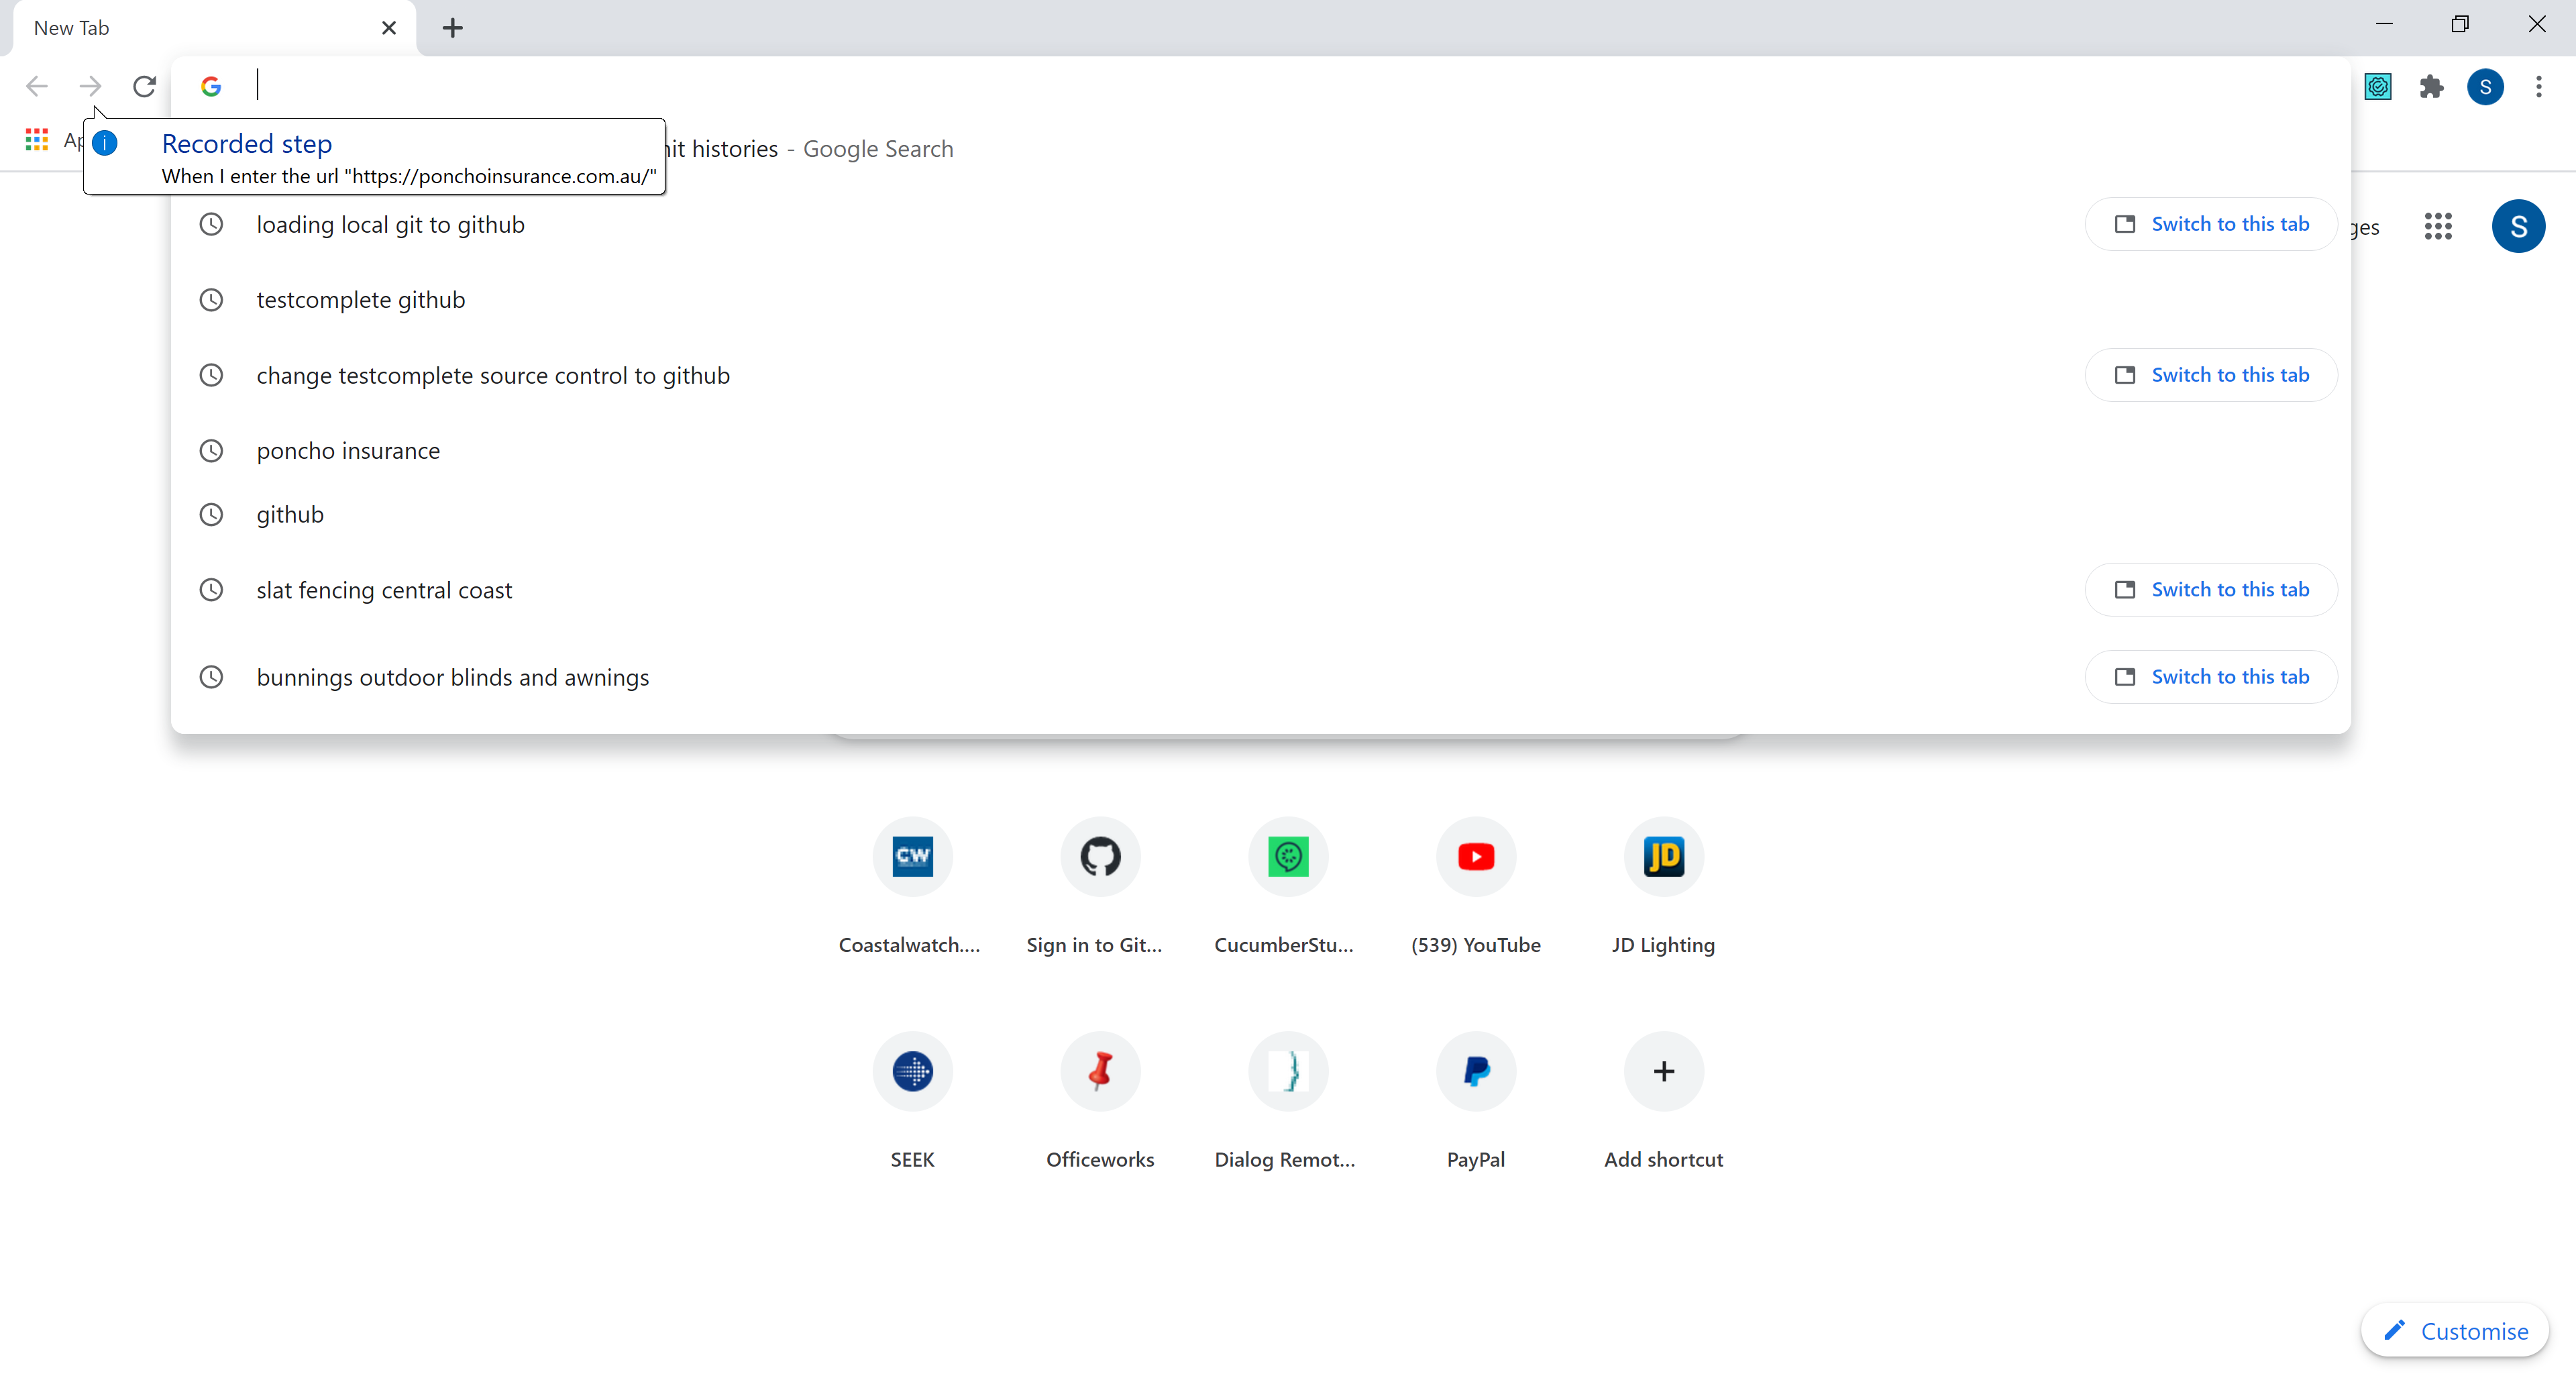 New Tab
S
Recorded step
When I enter the url "https://ponchoinsurance.com.au/"
histories - Google Search
loading local git to github
Switch to this tab
S
testcomplete github
change testcomplete source control to github
Switch to this tab
poncho insurance
github
slat fencing central coast
Switch to this tab
bunnings outdoor blinds and awnings
Switch to this tab
CW
JD
Coastalwatch....
Sign in to Git...
CucumberStu...
(539) YouTube
JD Lighting
SEEK
Officeworks
Dialog Remot...
PayPal
Add shortcut
Customise